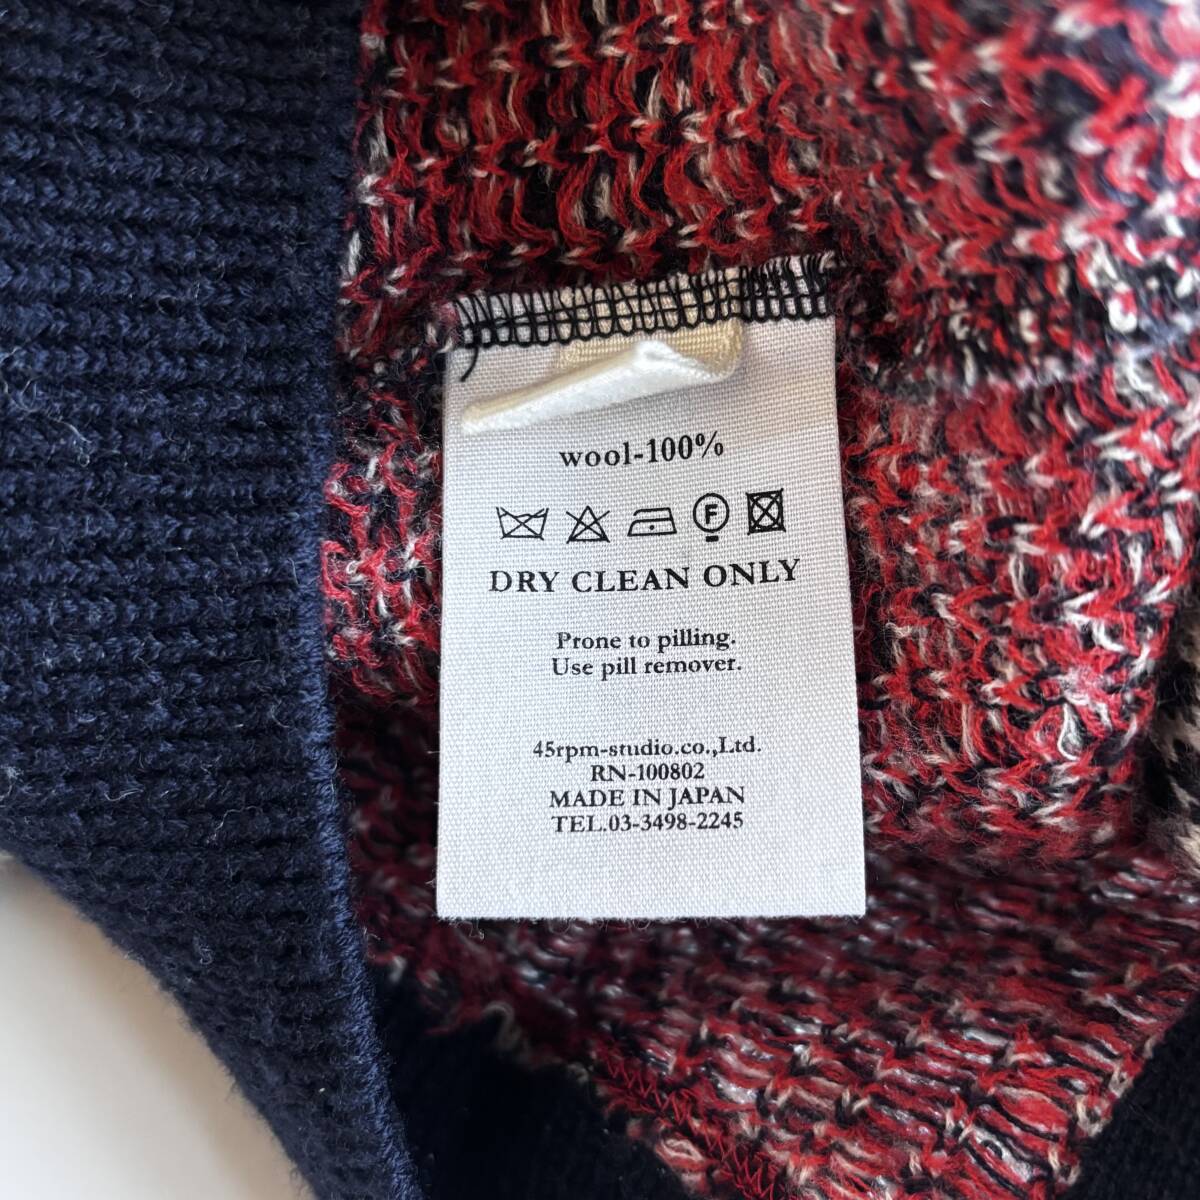 wool-100%
F
DRY CLEAN ONLY
Prone to pilling.
Use pill remover.
45rpm-studio.co.,Ltd.
RN-100802
MADE IN JAPAN
TEL.03-3498-2245